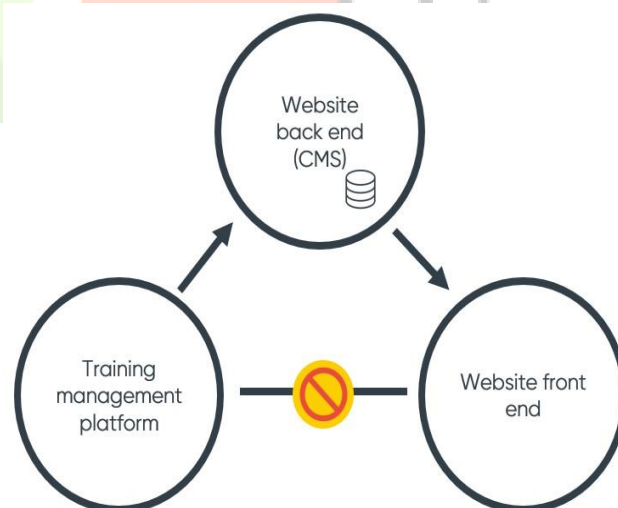 Website
back end
(CMS)
Training
management
platform
Website front
end